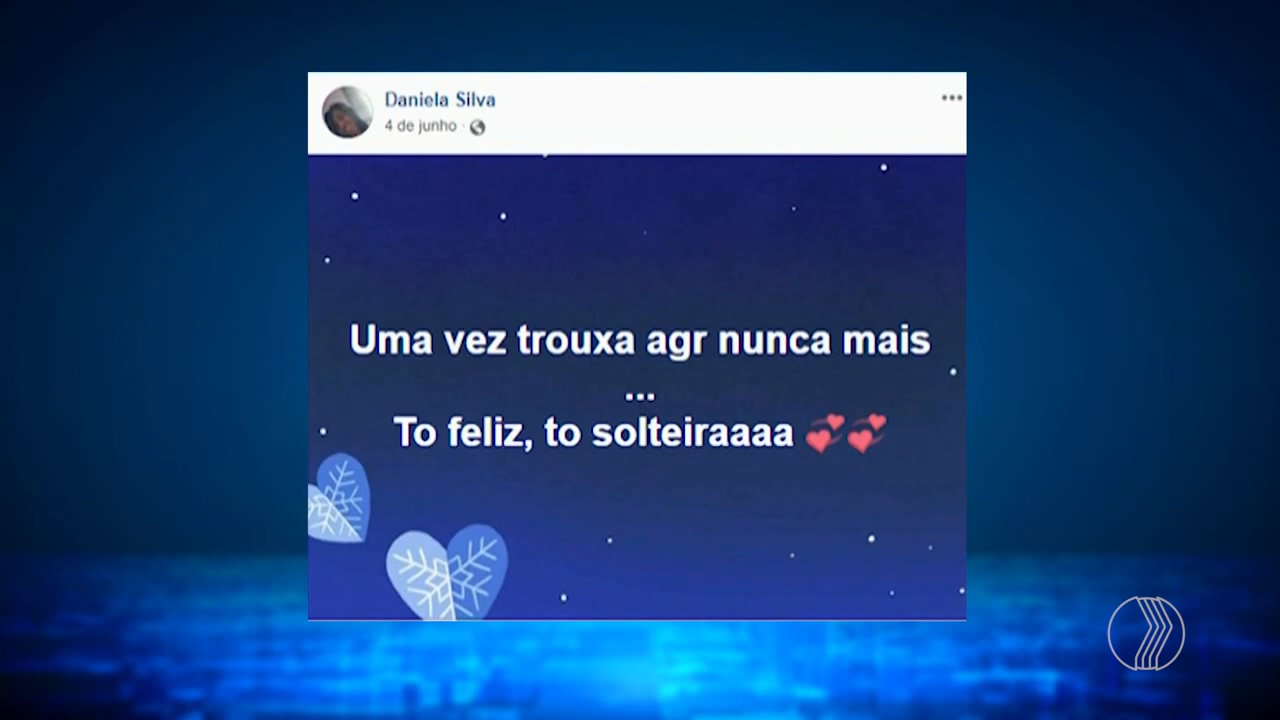 Daniela Silva
4 de junho ·
Uma vez trouxa agr nunca mais
...
To feliz, to solteiraaaa 💞💞